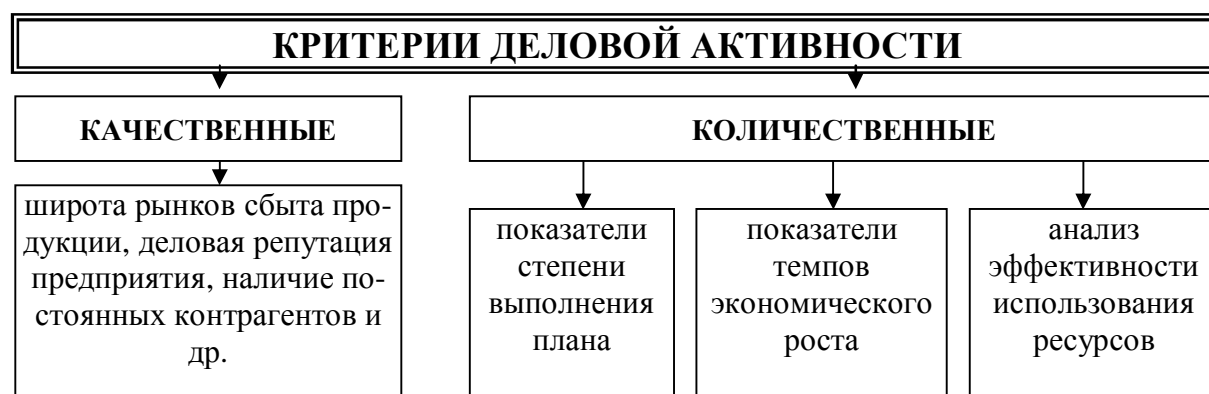 КРИТЕРИИ ДЕЛОВОЙ АКТИВНОСТИ
КАЧЕСТВЕННЫЕ
КОЛИЧЕСТВЕННЫЕ
широта рынков сбыта про-
дукции, деловая репутация
предприятия, наличие по-
стоянных контрагентов и
др.
показатели
степени
выполнения
плана
показатели
темпов
экономического
роста
анализ
эффективности
использования
ресурсов